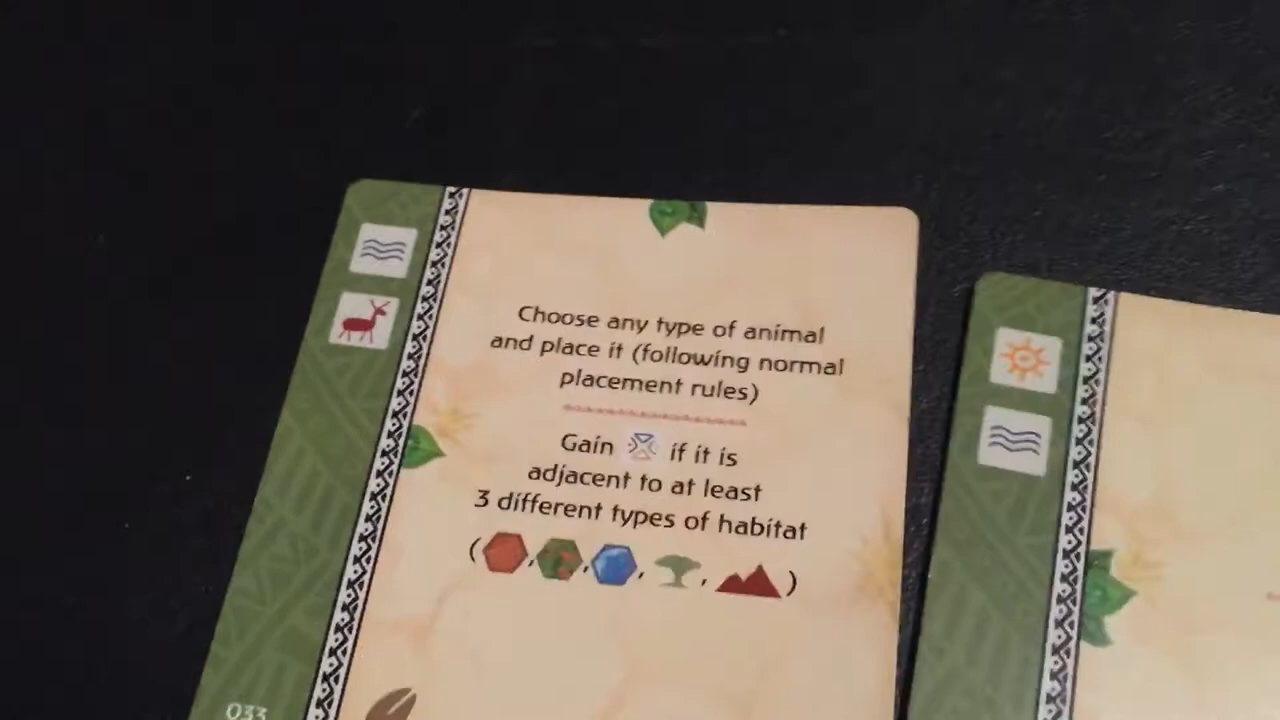 Choose any type of animal
and place it (following normal
placement rules)
Gain if it is
adjacent to at least
3 different types of habitat
( , , , , )
033